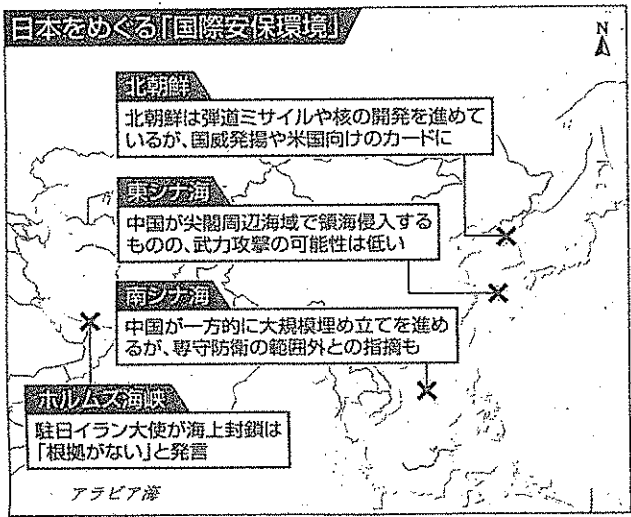 日本をめぐる「国際安保環境」
N
北朝鮮
北朝鮮は弾道ミサイルや核の開発を進めて
いるが、国威発揚や米国向けのカードに
東シナ海
中国が尖閣周辺海域で領海侵入する
ものの、武力攻撃の可能性は低い
南シナ海
中国が一方的に大規模埋め立てを進め
るが、専守防衛の範囲外との指摘も
ホルムズ海峡
駐日イラン大使が海上封鎖は
「根拠がない」と発言
アラビア海